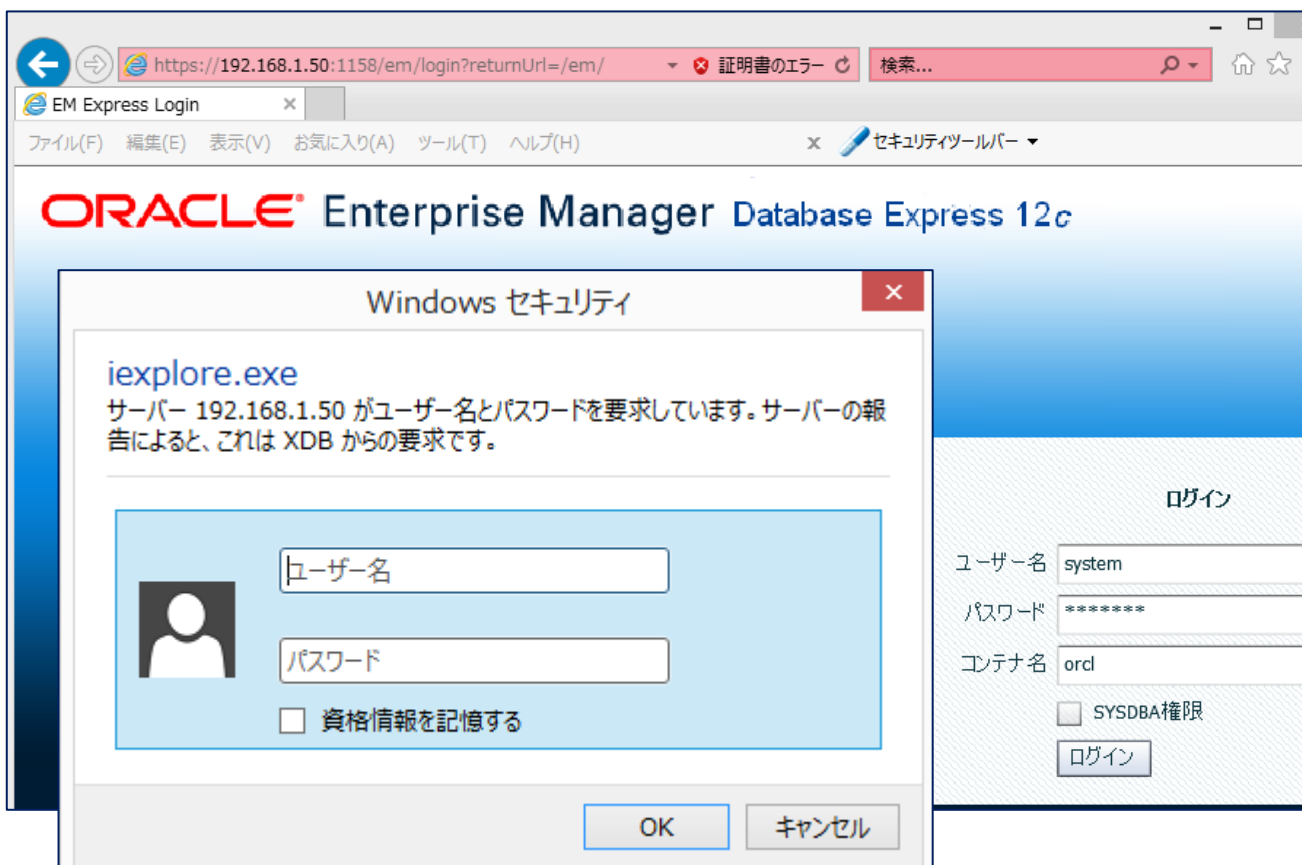 https://192.168.1.50:1158/em/login?returnUrl=/em/ 証明書のエラー 検索...
EM Express Login
ファイル(F) 編集(E) 表示(V) お気に入り(A) ツール(T) ヘルプ(H) x セキュリティツールバー
ORACLE Enterprise Manager Database Express 12c
Windows セキュリティ
iexplore.exe
サーバー 192.168.1.50 がユーザー名とパスワードを要求しています。サーバーの報
告によると、これは XDB からの要求です。
ユーザー名
パスワード
資格情報を記憶する
OK キャンセル
ログイン
ユーザー名 system
パスワード *******
コンテナ名 orcl
SYSDBA権限
ログイン